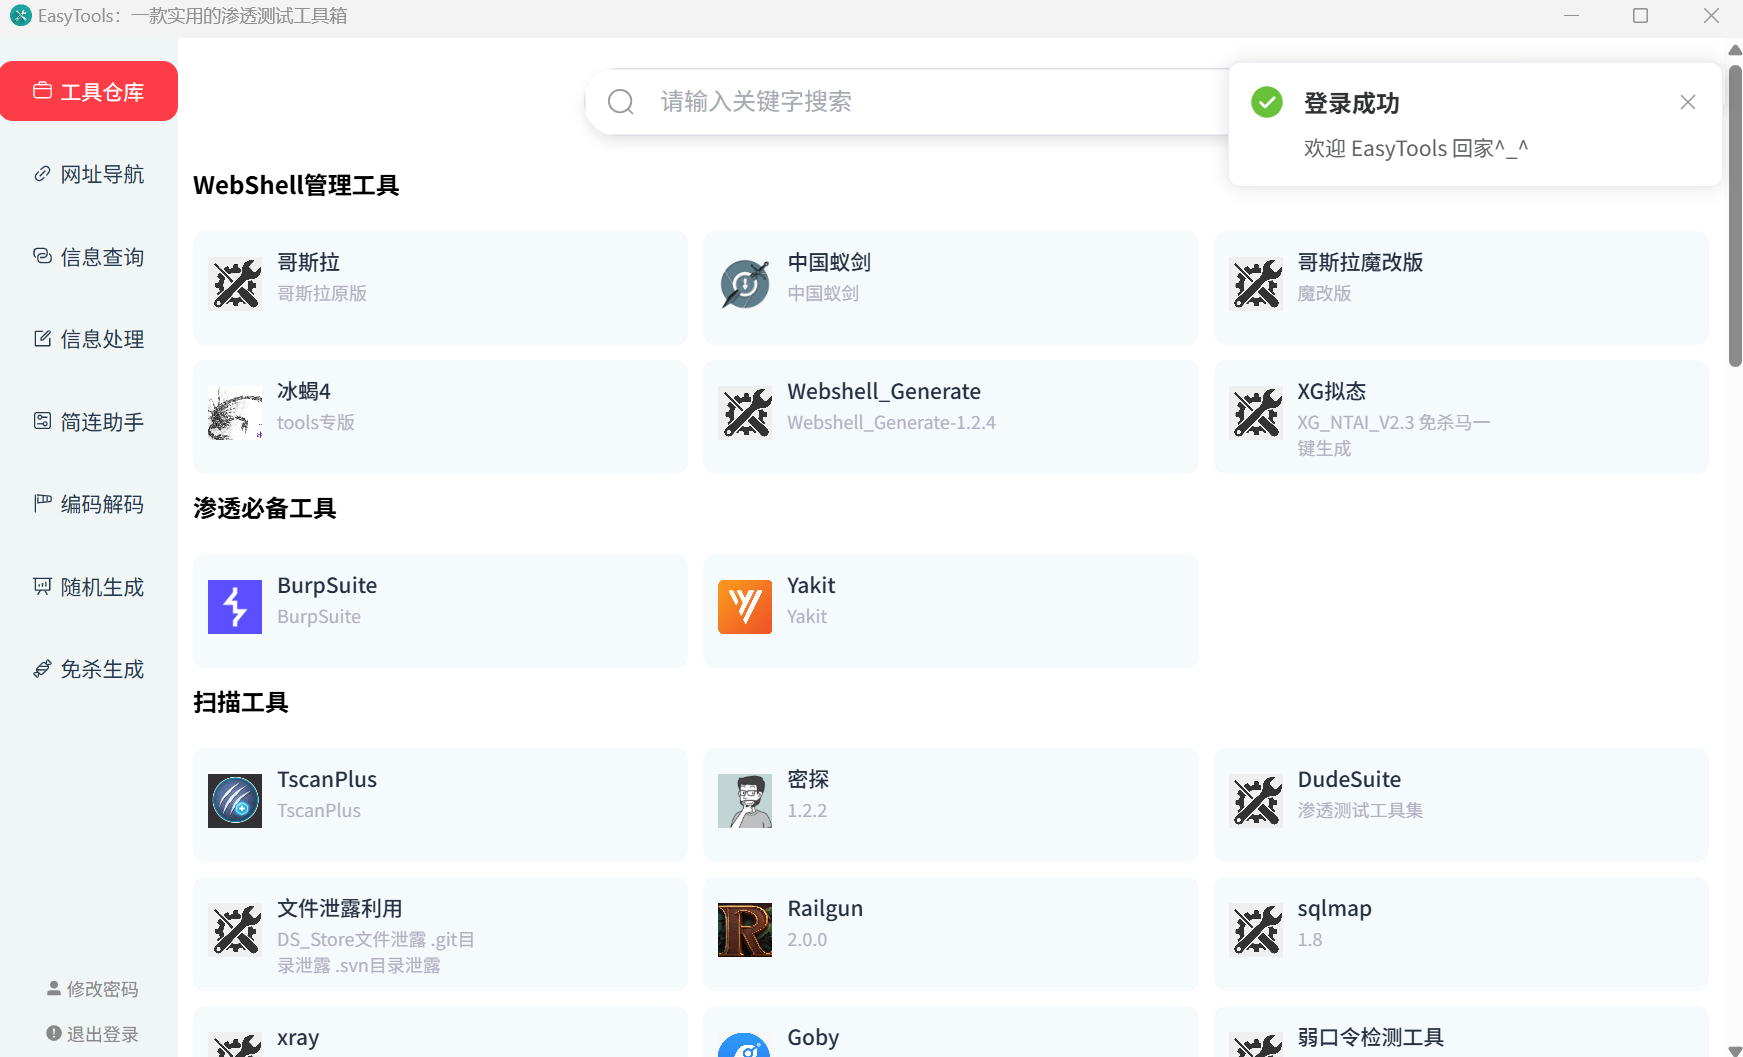 EasyTools：一款实用的渗透测试工具箱
工具仓库
网址导航
信息查询
信息处理
简连助手
编码解码
随机生成
免杀生成
修改密码
退出登录
请输入关键字搜索
登录成功
欢迎 EasyTools 回家^_^
WebShell管理工具
哥斯拉
哥斯拉原版
中国蚁剑
中国蚁剑
哥斯拉魔改版
魔改版
冰蝎4
tools专版
Webshell_Generate
Webshell_Generate-1.2.4
XG拟态
XG_NTAI_V2.3 免杀马一
键生成
渗透必备工具
BurpSuite
BurpSuite
Yakit
Yakit
扫描工具
TscanPlus
TscanPlus
密探
1.2.2
DudeSuite
渗透测试工具集
文件泄露利用
DS_Store文件泄露 .git目
录泄露 .svn目录泄露
Railgun
2.0.0
sqlmap
1.8
xray
Goby
弱口令检测工具